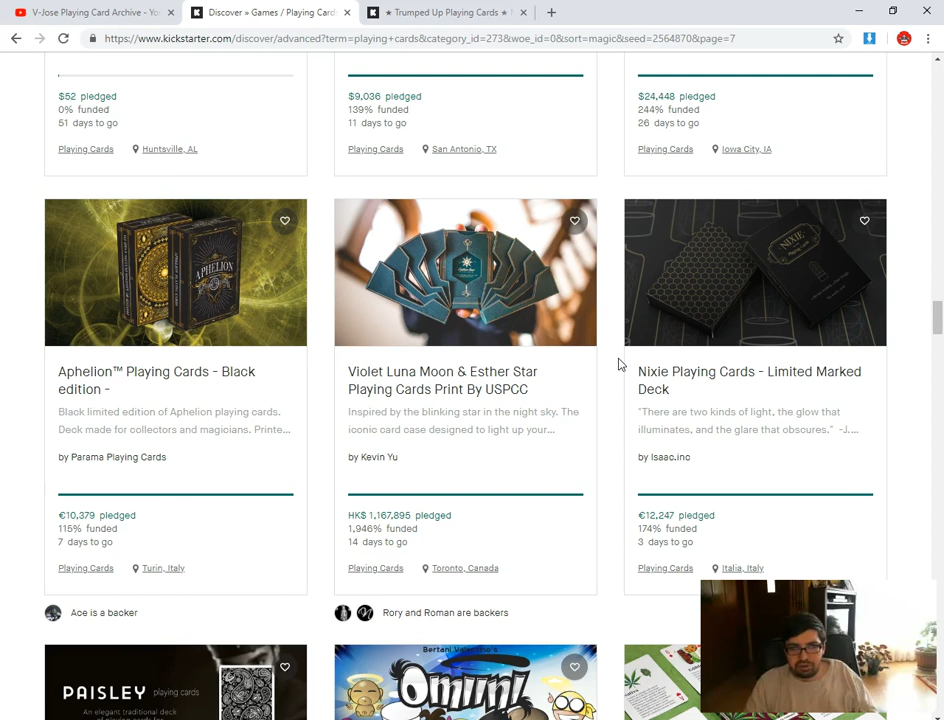 V-Jose Playing Card Archive - Yo
Discover » Games / Playing Cards
★ Trumped Up Playing Cards ★
https://www.kickstarter.com/discover/advanced?term=playing+cards&category_id=273&woe_id=0&sort=magic&seed=2564870&page=7
$52 pledged
0% funded
51 days to go
Playing Cards Huntsville, AL
$9,036 pledged
139% funded
11 days to go
Playing Cards San Antonio, TX
$24,448 pledged
244% funded
26 days to go
Playing Cards Iowa City, IA
APHELION
Aphelion™ Playing Cards - Black
edition -
Black limited edition of Aphelion playing cards.
Deck made for collectors and magicians. Printe...
by Parama Playing Cards
€10,379 pledged
115% funded
7 days to go
Playing Cards Turin, Italy
Ace is a backer
Violet Luna Moon & Esther Star
Playing Cards Print By USPCC
Inspired by the blinking star in the night sky. The
iconic card case designed to light up your...
by Kevin Yu
HK$ 1,167,895 pledged
1,946% funded
14 days to go
Playing Cards Toronto, Canada
Rory and Roman are backers
NIXIE
Playing Cards
Nixie Playing Cards - Limited Marked
Deck
"There are two kinds of light, the glow that
illuminates, and the glare that obscures." -J....
by Isaac.inc
€12,247 pledged
174% funded
3 days to go
Playing Cards Italia, Italy
PAISLEY playing cards
An elegant traditional deck
Bertani Valentino's
Omini